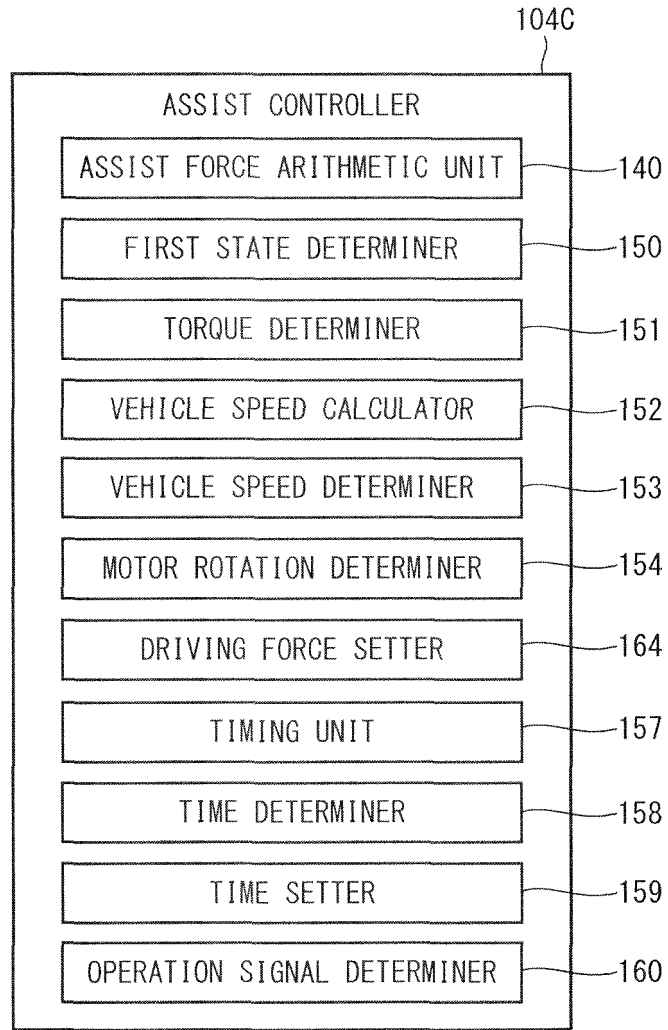 104C
ASSIST CONTROLLER
ASSIST FORCE ARITHMETIC UNIT 140
FIRST STATE DETERMINER 150
TORQUE DETERMINER 151
VEHICLE SPEED CALCULATOR 152
VEHICLE SPEED DETERMINER 153
MOTOR ROTATION DETERMINER 154
DRIVING FORCE SETTER 164
TIMING UNIT 157
TIME DETERMINER 158
TIME SETTER 159
OPERATION SIGNAL DETERMINER 160